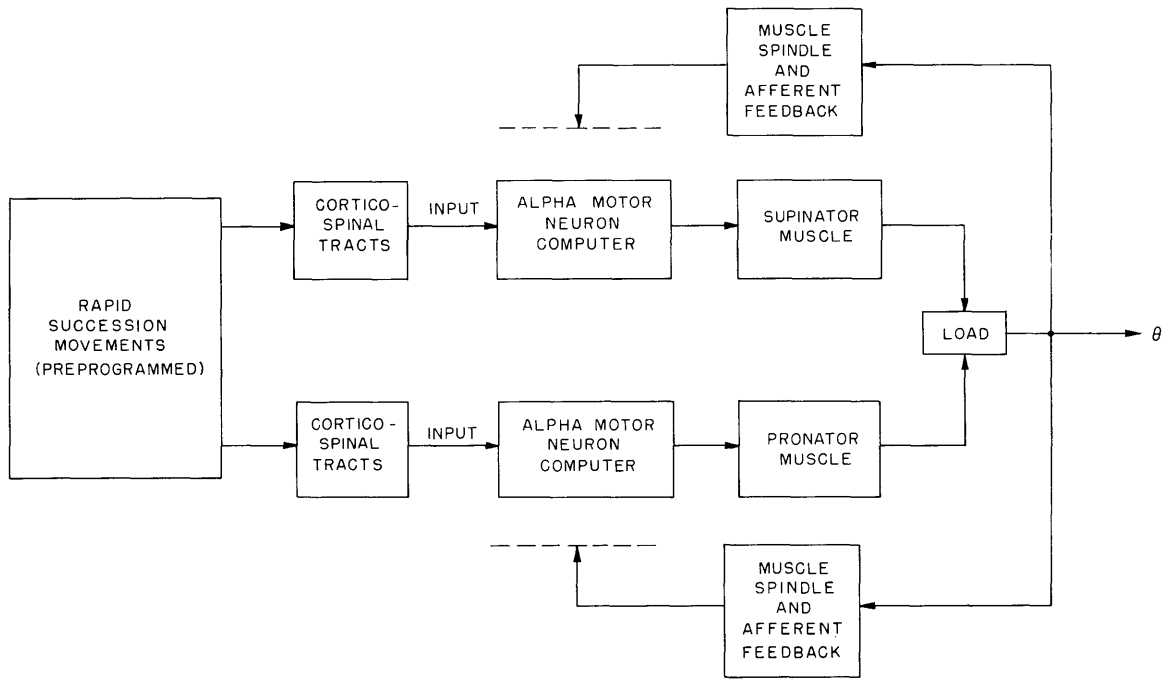 MUSCLE
SPINDLE
AND
AFFERENT
FEEDBACK
CORTICO-
SPINAL
TRACTS
INPUT
ALPHA MOTOR
NEURON
COMPUTER
SUPINATOR
MUSCLE
RAPID
SUCCESSION
MOVEMENTS
(PREPROGRAMMED)
LOAD
θ
CORTICO-
SPINAL
TRACTS
INPUT
ALPHA MOTOR
NEURON
COMPUTER
PRONATOR
MUSCLE
MUSCLE
SPINDLE
AND
AFFERENT
FEEDBACK